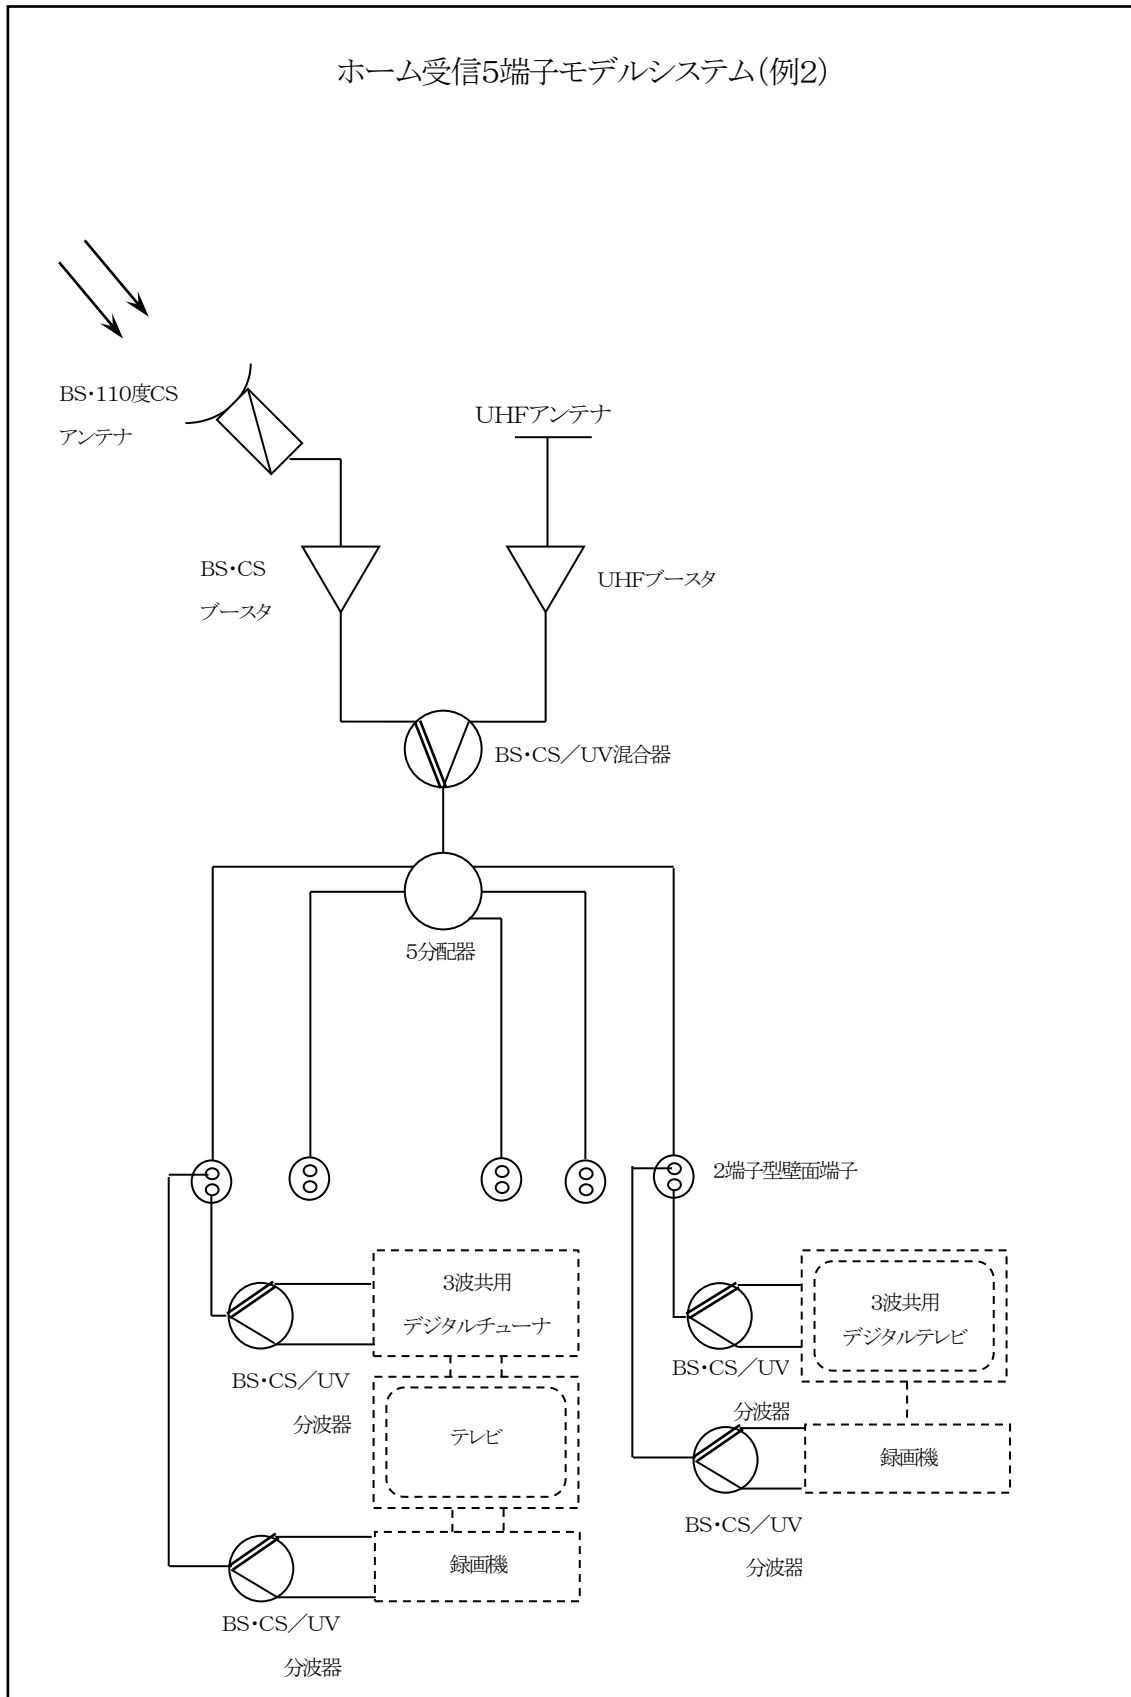 ホーム受信5端子モデルシステム(例2)
BS・110度CS
アンテナ
UHFアンテナ
BS・CS
ブースタ
UHFブースタ
BS・CS/UV混合器
5分配器
2端子型壁面端子
3波共用
デジタルチューナ
BS・CS/UV
分波器
テレビ
録画機
BS・CS/UV
分波器
3波共用
デジタルテレビ
BS・CS/UV
分波器
録画機
BS・CS/UV
分波器